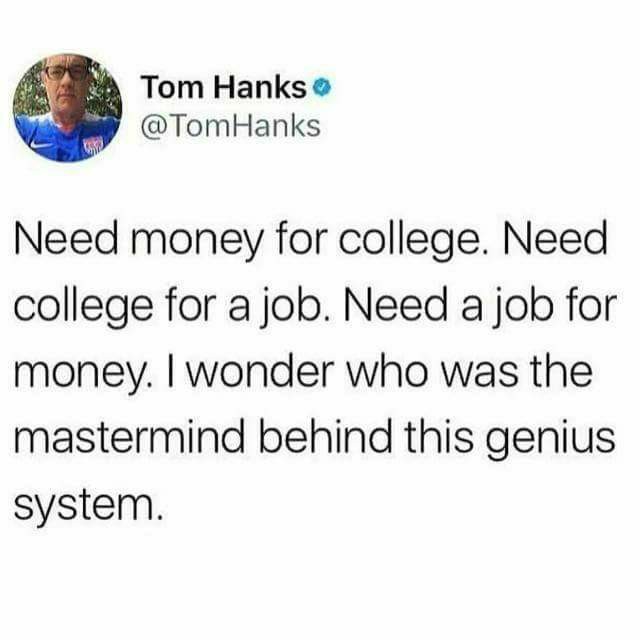 Tom Hanks
@TomHanks
Need money for college. Need
college for a job. Need a job for
money. I wonder who was the
mastermind behind this genius
system.